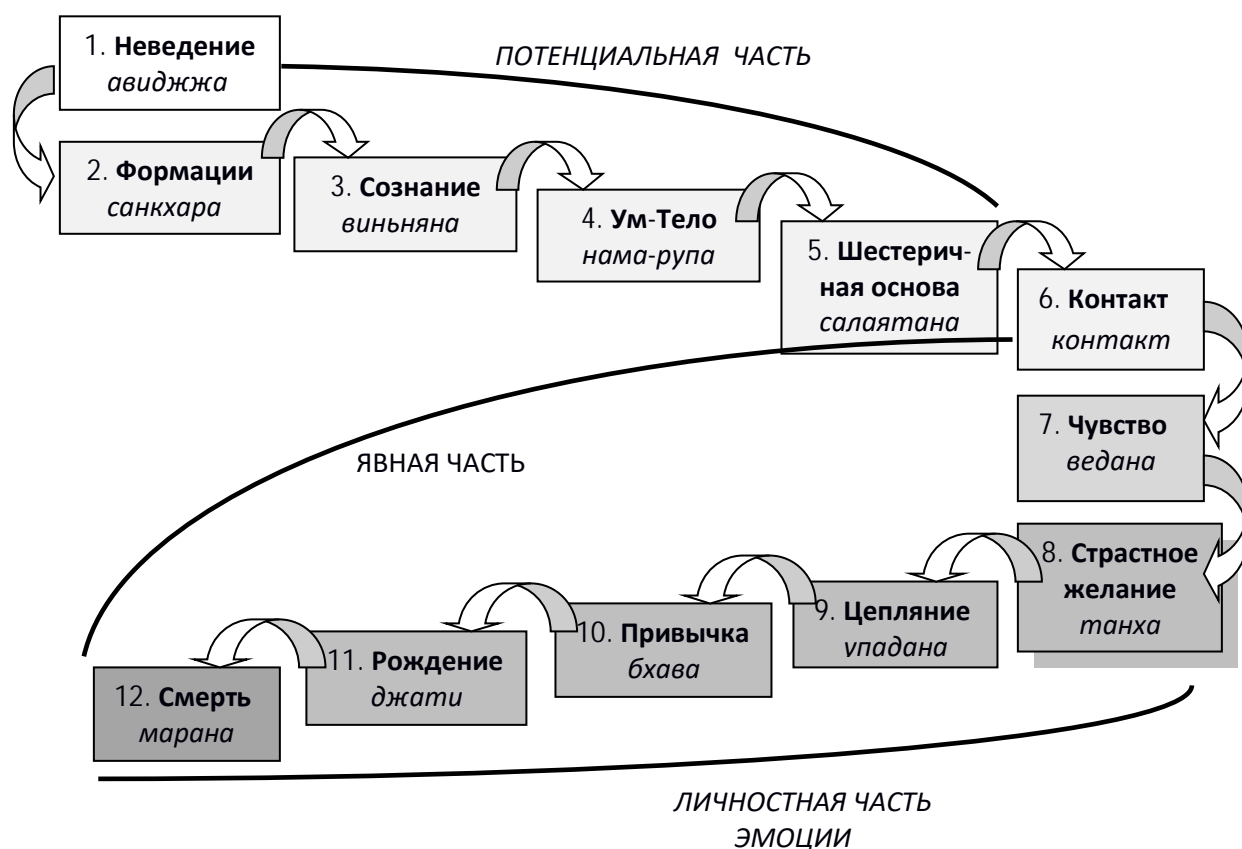 1. Неведение
авиджжа
ПОТЕНЦИАЛЬНАЯ ЧАСТЬ
2. Формации
санкхара
3. Сознание
виньняна
4. Ум-Тело
нама-рупа
5. Шестерич-
ная основа
салаятана
6. Контакт
контакт
7. Чувство
ведана
ЯВНАЯ ЧАСТЬ
8. Страстное
желание
танха
9. Цепляние
упадана
10. Привычка
бхава
11. Рождение
джати
12. Смерть
марана
ЛИЧНОСТНАЯ ЧАСТЬ
ЭМОЦИИ